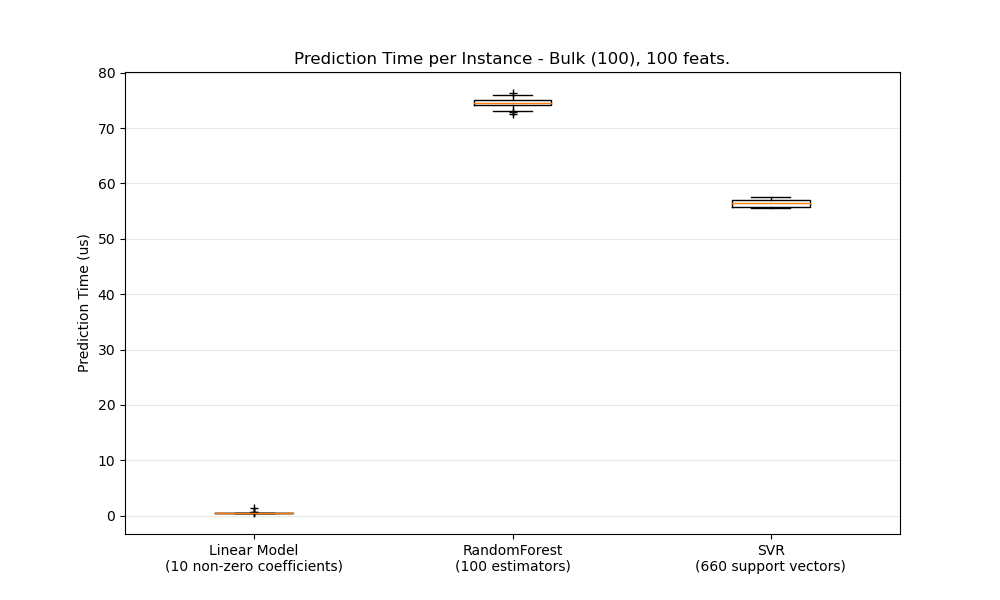 Prediction Time per Instance - Bulk (100), 100 feats.
80
70
60
50
40
30
20
10
0
Prediction Time (us)
Linear Model
(10 non-zero coefficients)
RandomForest
(100 estimators)
SVR
(660 support vectors)